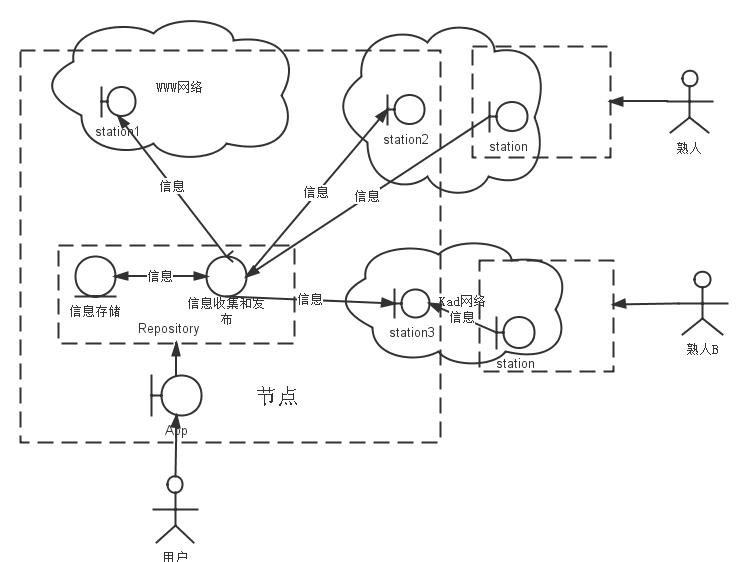 WWW网络
station1
station2
station
熟人
信息
信息
信息
信息
信息存储
信息收集和发
布
信息
Repository
Kad网络
信息
station3
station
熟人B
App
节点
用户